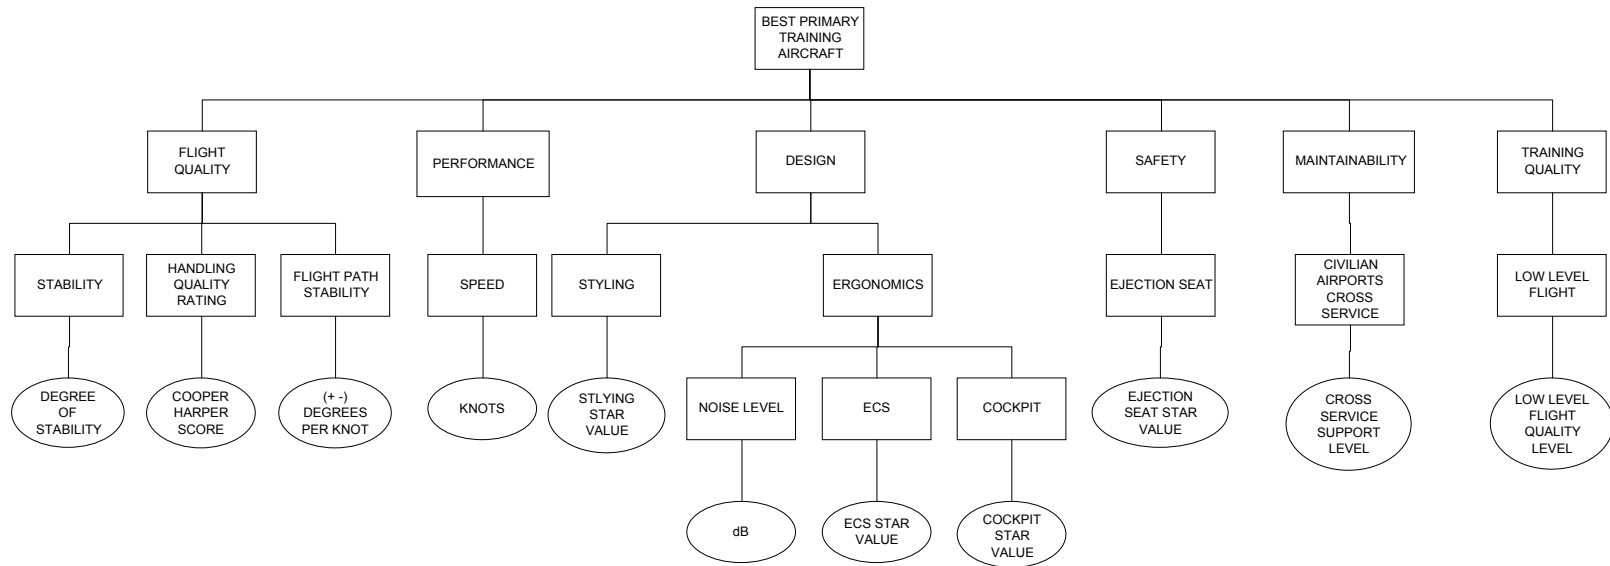 BEST PRIMARY
TRAINING
AIRCRAFT
FLIGHT
QUALITY
PERFORMANCE
DESIGN
SAFETY
MAINTAINABILITY
TRAINING
QUALITY
STABILITY
HANDLING
QUALITY
RATING
FLIGHT PATH
STABILITY
SPEED
STYLING
ERGONOMICS
EJECTION SEAT
CIVILIAN
AIRPORTS
CROSS
SERVICE
LOW LEVEL
FLIGHT
DEGREE
OF
STABILITY
COOPER
HARPER
SCORE
(+ -)
DEGREES
PER KNOT
KNOTS
STLYING
STAR
VALUE
NOISE LEVEL
ECS
COCKPIT
EJECTION
SEAT STAR
VALUE
CROSS
SERVICE
SUPPORT
LEVEL
LOW LEVEL
FLIGHT
QUALITY
LEVEL
dB
ECS STAR
VALUE
COCKPIT
STAR
VALUE